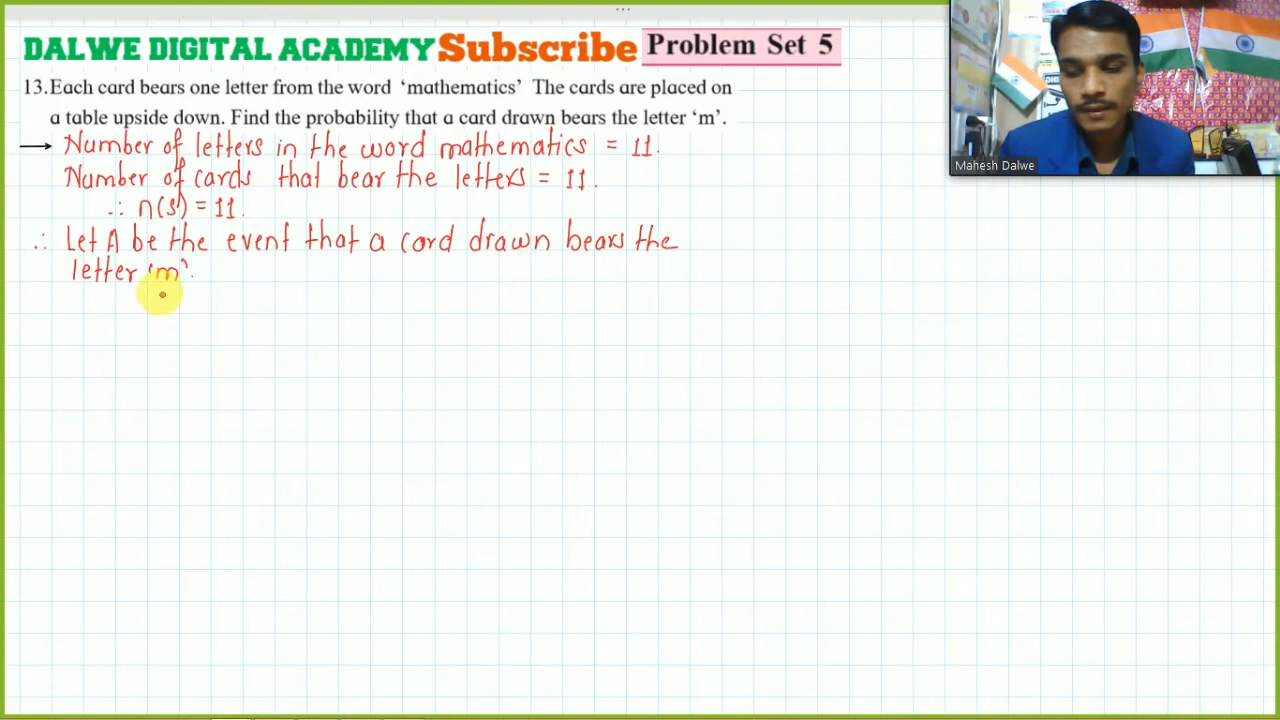 DALWE DIGITAL ACADEMY Subscribe Problem Set 5
13.Each card bears one letter from the word ‘mathematics’ The cards are placed on
a table upside down. Find the probability that a card drawn bears the letter ‘m’.
→ Number of letters in the word mathematics = 11.
Number of cards that bear the letters = 11.
∴ n(S) = 11.
∴ Let A be the event that a card drawn bears the
letter 'm'.
Mahesh Dalwe